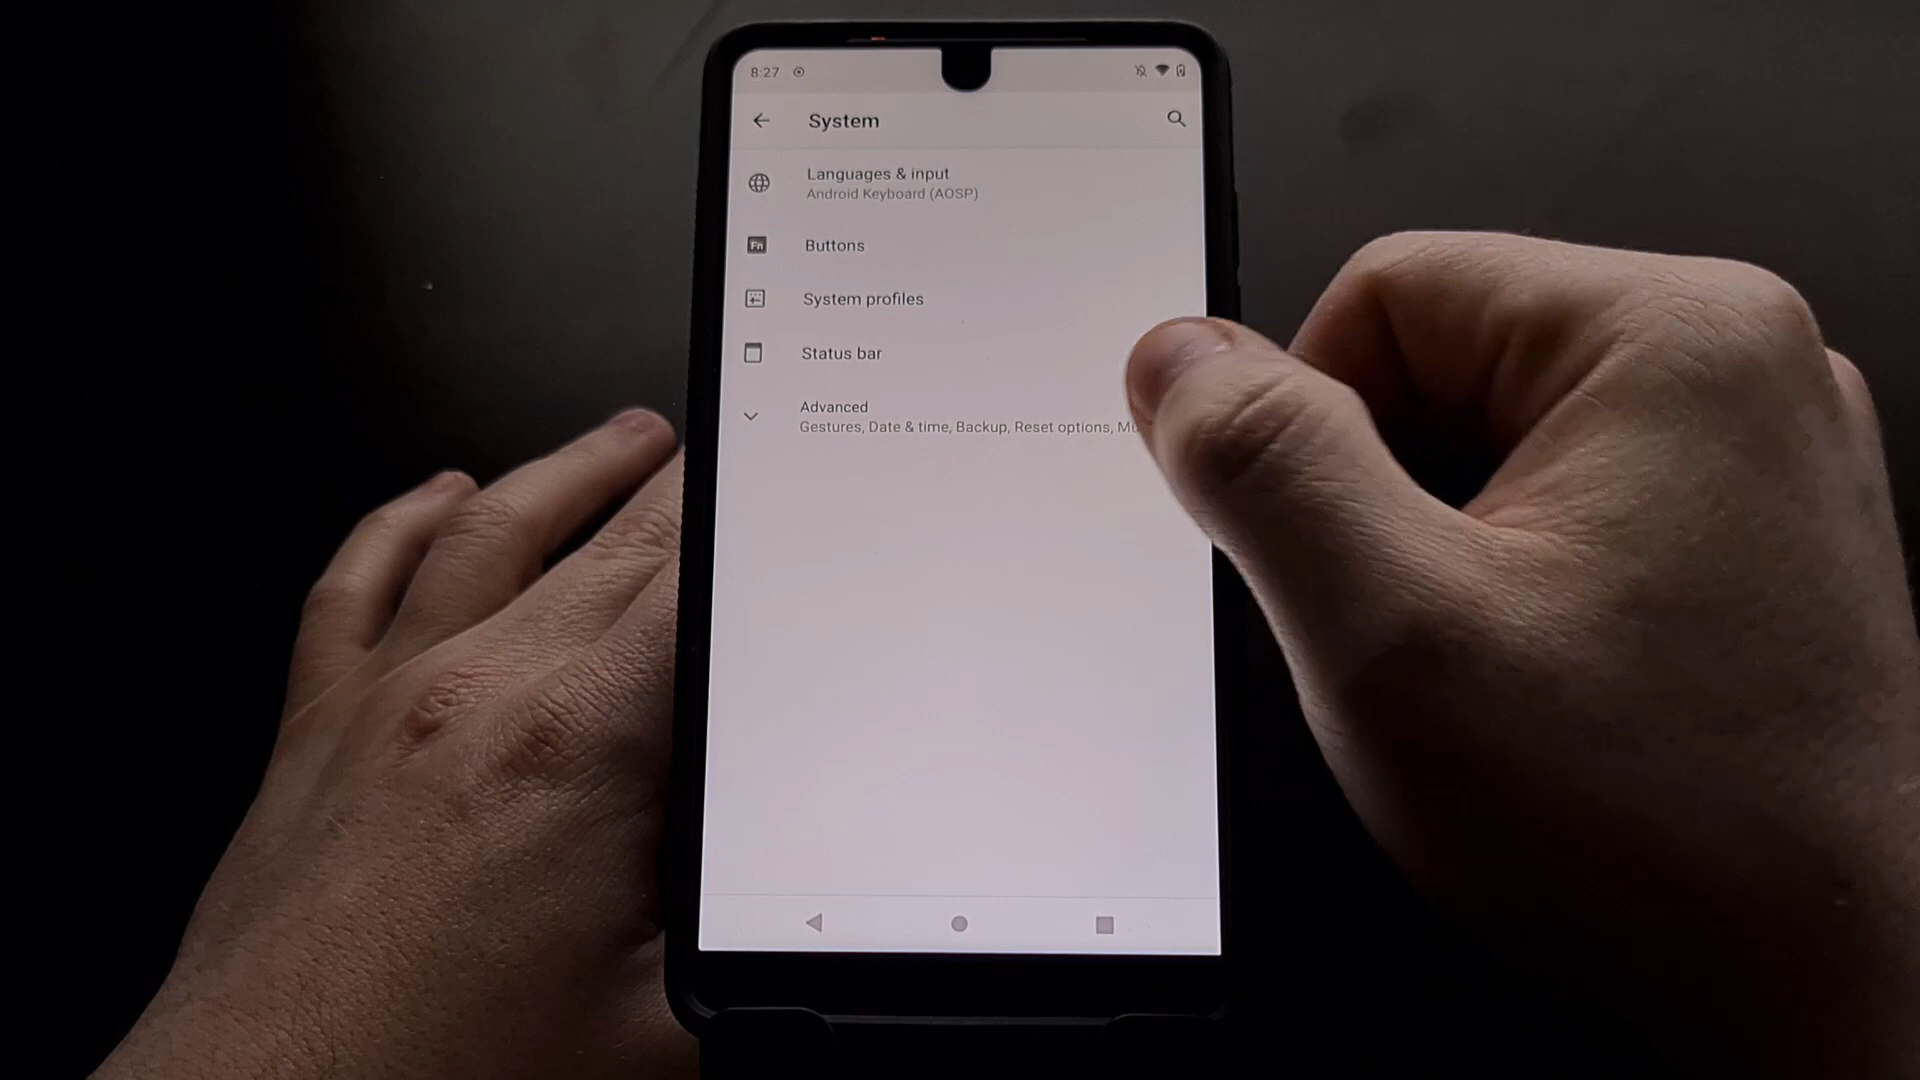 8:27
System
Languages & input
Android Keyboard (AOSP)
Fn
Buttons
System profiles
Status bar
Advanced
Gestures, Date & time, Backup, Reset options,